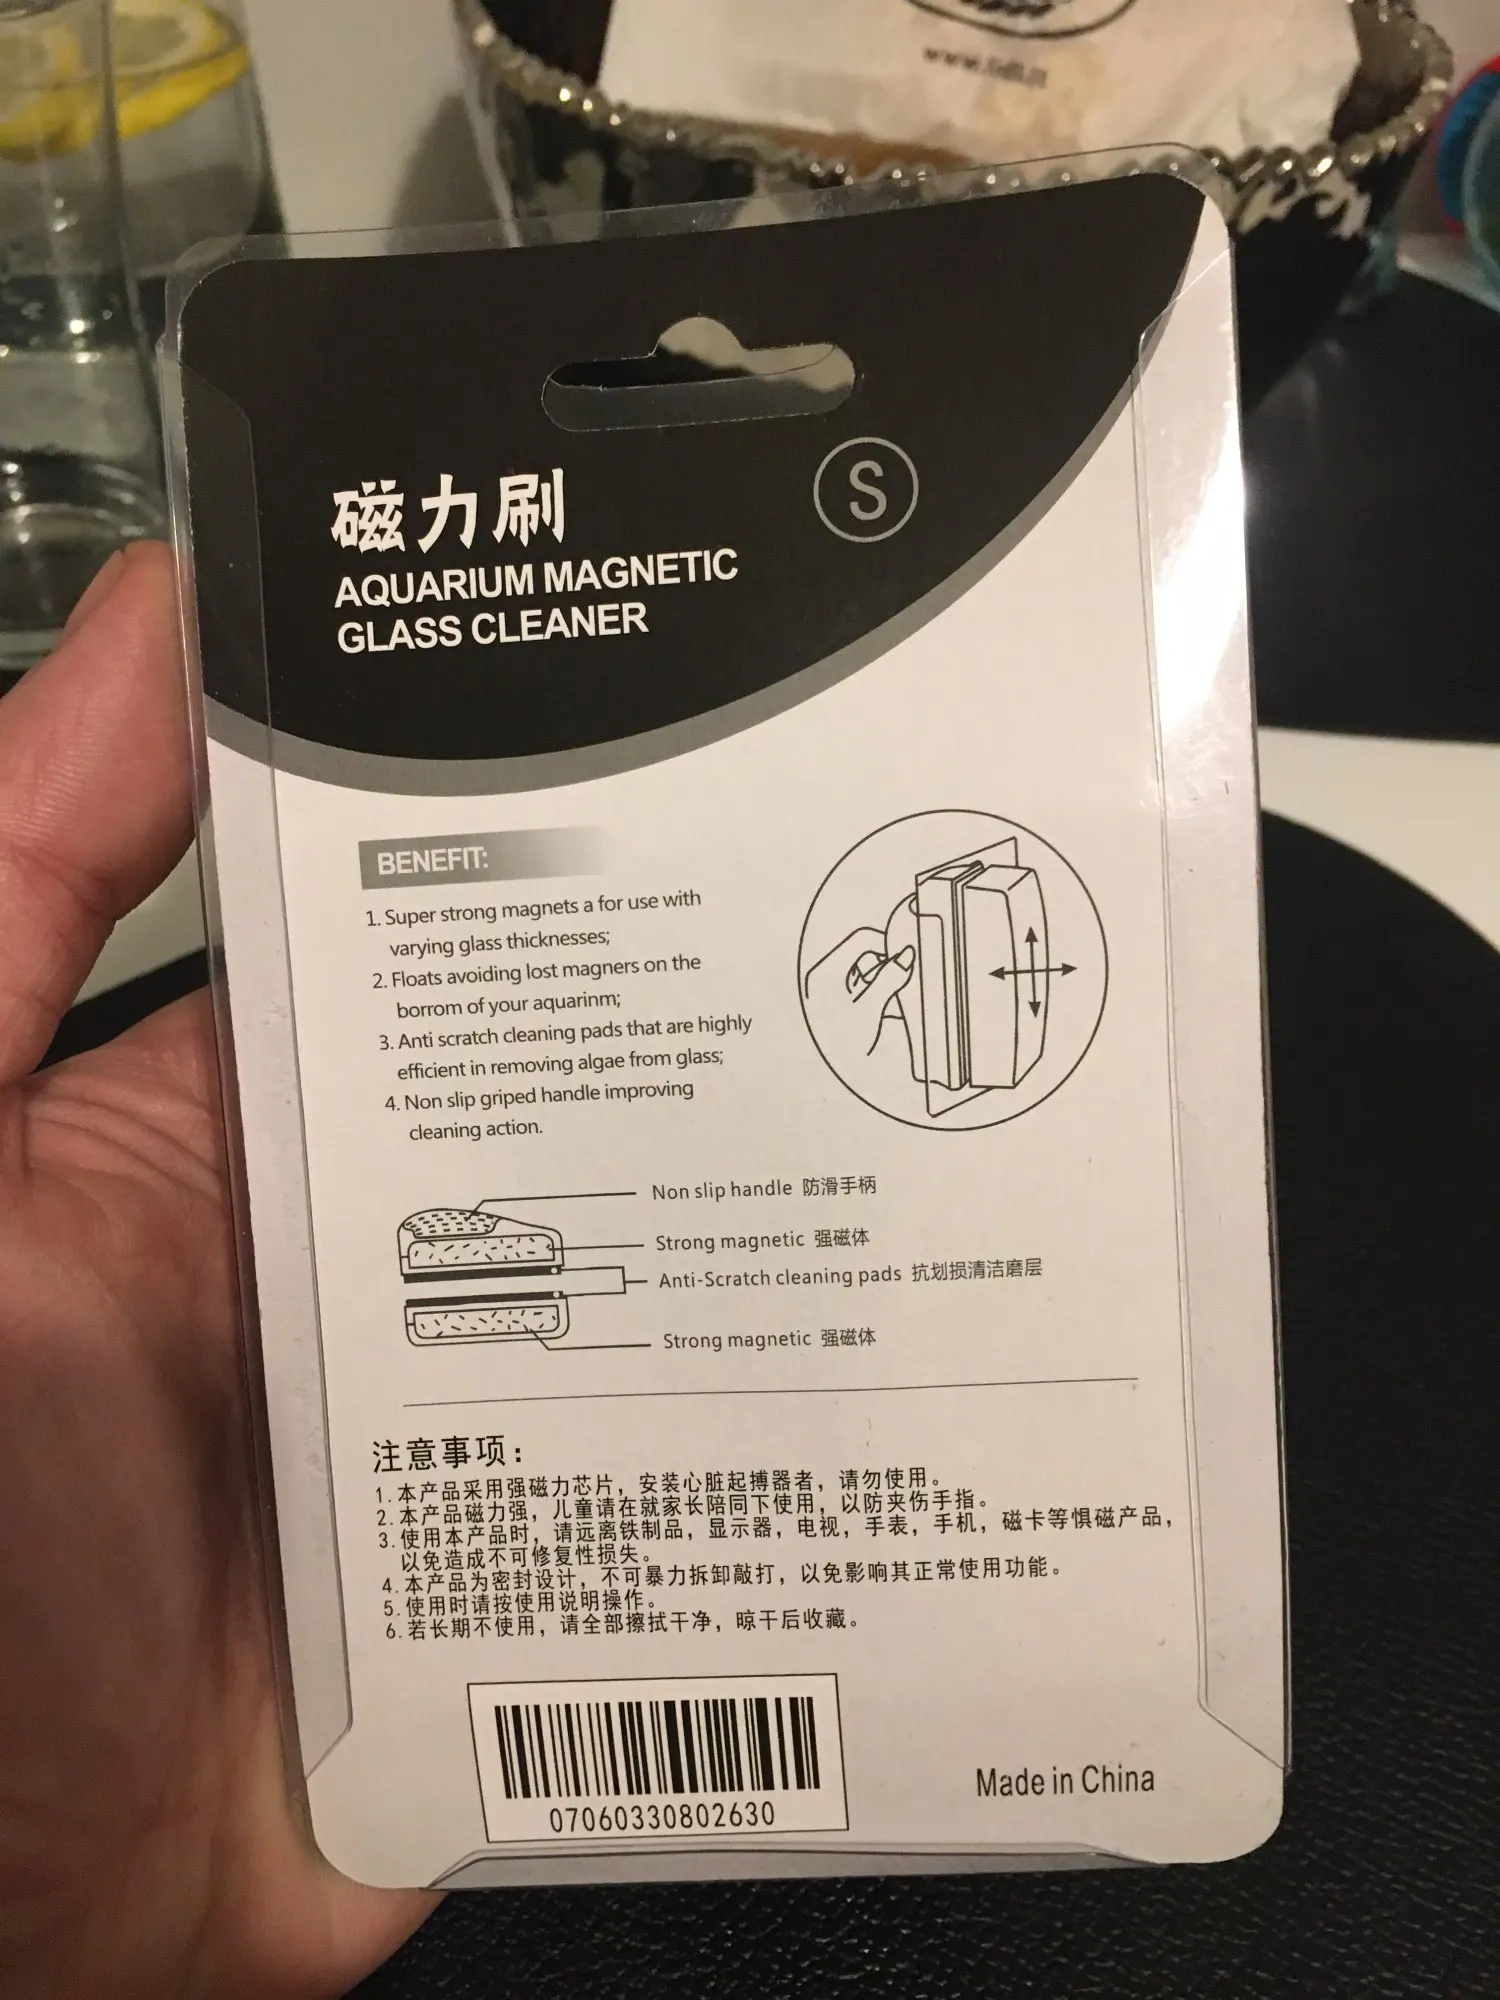 www.tidl.tt
S
磁力刷
AQUARIUM MAGNETIC
GLASS CLEANER
BENEFIT:
1. Super strong magnets a for use with
varying glass thicknesses;
2. Floats avoiding lost magners on the
borrom of your aquarinm;
3. Anti scratch cleaning pads that are highly
efficient in removing algae from glass;
4. Non slip griped handle improving
cleaning action.
Non slip handle 防滑手柄
Strong magnetic 强磁体
Anti-Scratch cleaning pads 抗划损清洁磨层
Strong magnetic 强磁体
注意事项：
1. 本产品采用强磁力芯片，安装心脏起搏器者，请勿使用。
2. 本产品磁力强，儿童请在就家长陪同下使用，以防夹伤手指。
3. 使用本产品时，请远离铁制品，显示器，电视，手表，手机，磁卡等惧磁产品，
以免造成不可修复性损失。
4. 本产品为密封设计，不可暴力拆卸敲打，以免影响其正常使用功能。
5. 使用时请按使用说明操作。
6. 若长期不使用，请全部擦拭干净，晾干后收藏。
07060330802630
Made in China